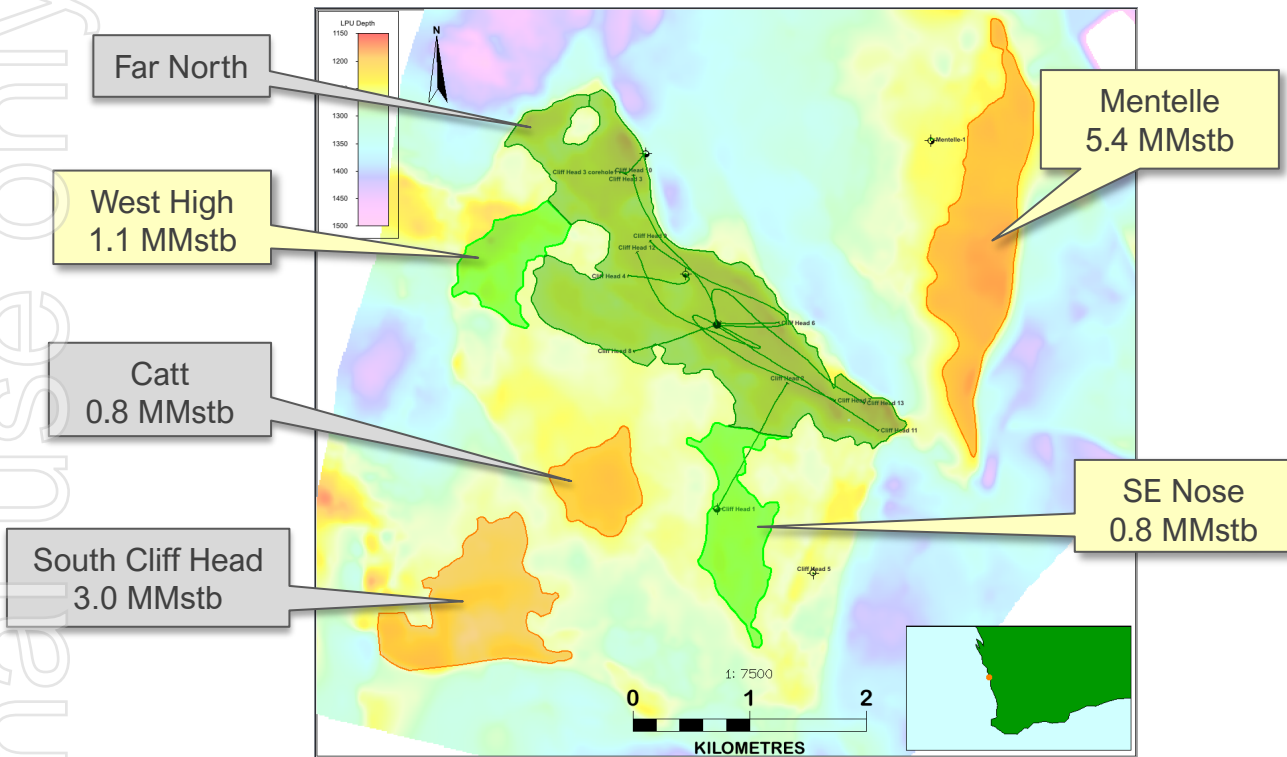 LPU Depth
1150
1200
1300
1350
1400
1450
1500
N
Far North
West High
1.1 MMstb
Catt
0.8 MMstb
South Cliff Head
3.0 MMstb
Mentelle
5.4 MMstb
SE Nose
0.8 MMstb
Mentelle-1
Cliff Head 3 corehole1
Cliff Head 10
Cliff Head 3
Cliff Head 9
Cliff Head 12
Cliff Head 4
Cliff Head 6
Cliff Head 8
Cliff Head 13
Cliff Head 11
Cliff Head 1
Cliff Head 5
1: 7500
0 1 2
KILOMETRES
nal use only